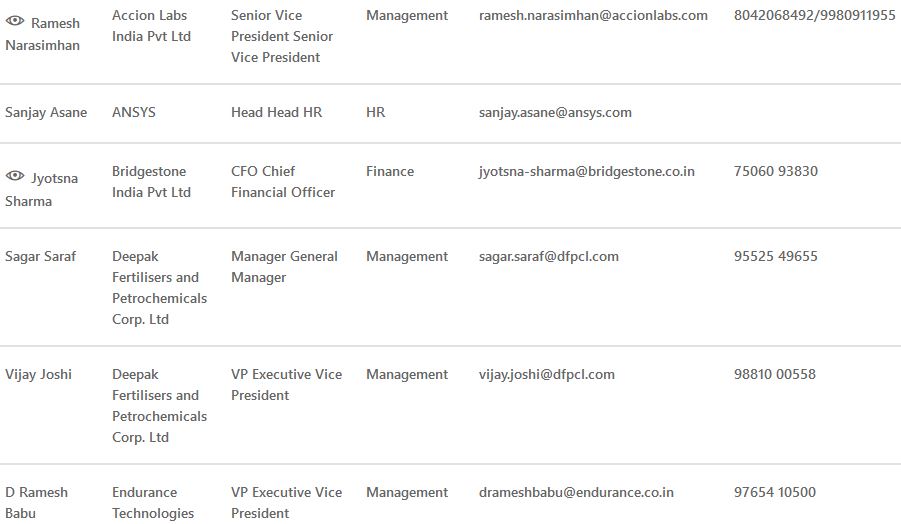 Ramesh Narasimhan Accion Labs India Pvt Ltd Senior Vice President Senior Vice President Management ramesh.narasimhan@accionlabs.com 8042068492/9980911955
Sanjay Asane ANSYS Head Head HR HR sanjay.asane@ansys.com
Jyotsna Sharma Bridgestone India Pvt Ltd CFO Chief Financial Officer Finance jyotsna-sharma@bridgestone.co.in 75060 93830
Sagar Saraf Deepak Fertilisers and Petrochemicals Corp. Ltd Manager General Manager Management sagar.saraf@dfpcl.com 95525 49655
Vijay Joshi Deepak Fertilisers and Petrochemicals Corp. Ltd VP Executive Vice President Management vijay.joshi@dfpcl.com 98810 00558
D Ramesh Babu Endurance Technologies VP Executive Vice President Management drameshbabu@endurance.co.in 97654 10500